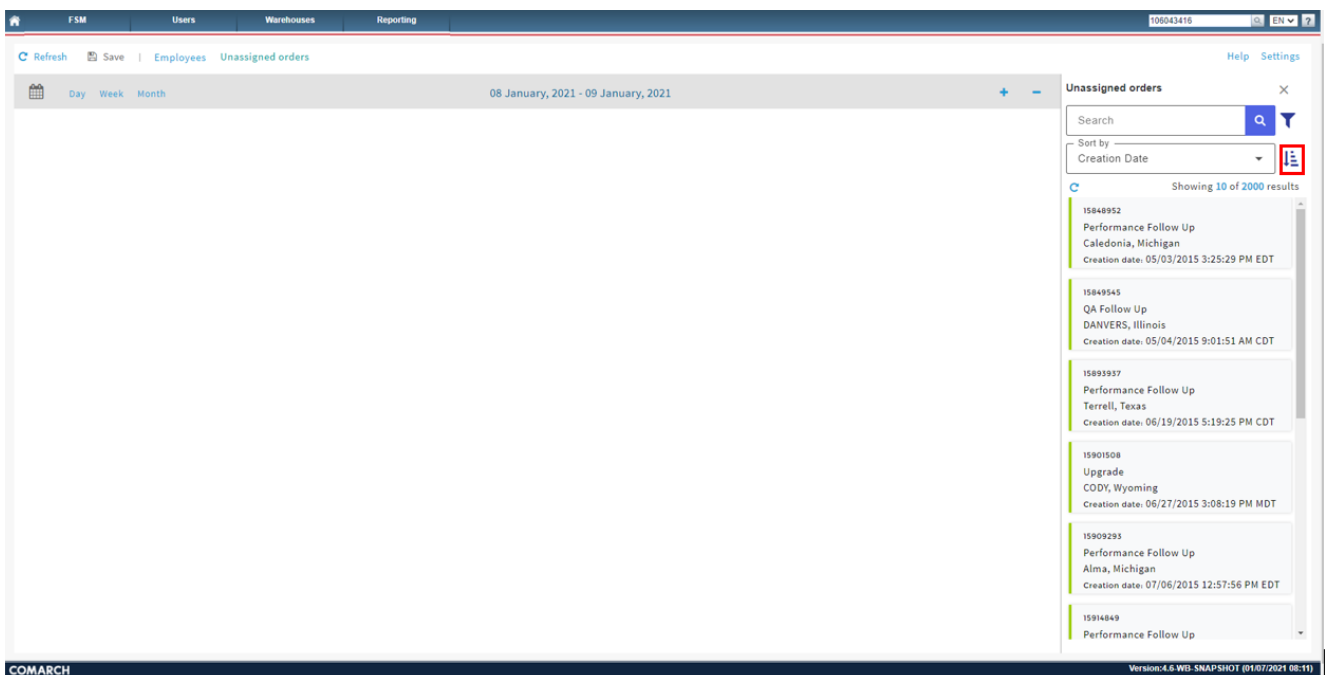 FSM Users Warehouses Reporting 106043416 EN ?
Refresh Save | Employees Unassigned orders Help Settings
Day Week Month 08 January, 2021 - 09 January, 2021 + -
Unassigned orders
Search
Sort by
Creation Date
Showing 10 of 2000 results
15848952
Performance Follow Up
Caledonia, Michigan
Creation date: 05/03/2015 3:25:29 PM EDT
15849545
QA Follow Up
DANVERS, Illinois
Creation date: 05/04/2015 9:01:51 AM CDT
15893937
Performance Follow Up
Terrell, Texas
Creation date: 06/19/2015 5:19:25 PM CDT
15901508
Upgrade
CODY, Wyoming
Creation date: 06/27/2015 3:08:19 PM MDT
15909293
Performance Follow Up
Alma, Michigan
Creation date: 07/06/2015 12:57:56 PM EDT
15914849
Performance Follow Up
COMARCH Version:4.6-WB-SNAPSHOT (01/07/2021 08:11)